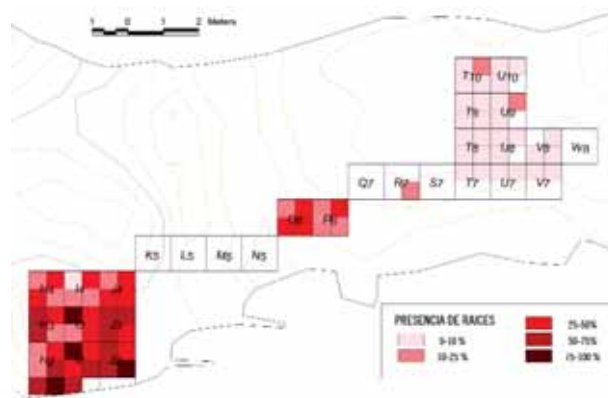 1 0 1 2 Meters
T10 U10
T9 U9
T8 U8 V8 W8
Q7 R7 S7 T7 U7 V7
P6
K5 L5 M5 N5
PRESENCIA DE RAICES
0-10 %
10-25 %
25-50%
50-75%
75-100 %